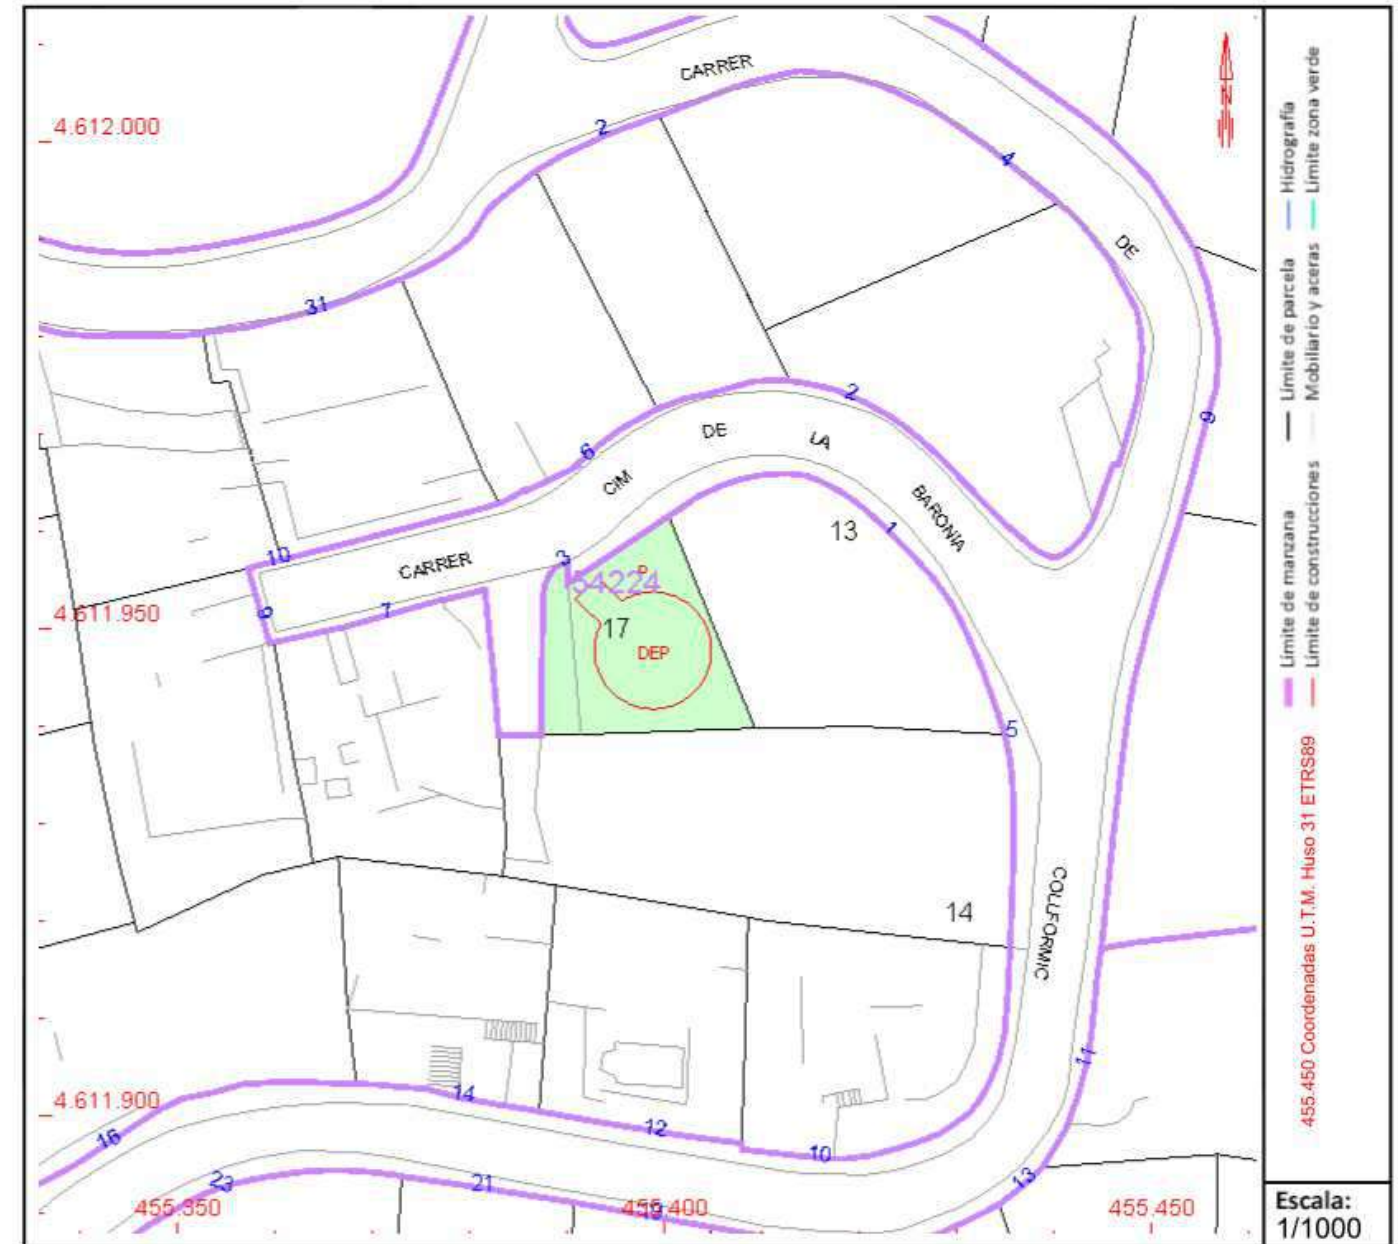 CARRER
4.612.000
2
4
DE
31
2
9
6
DE
LA
CIM
BARONIA
13
1
10
CARRER
3
54224
P
4.611.950
9
7
17
DEP
5
14
COLLFORMIC
11
4.611.900
14
16
12
10
13
23
21
19
455.350
455.400
455.450
N
Hidrografía
Límite zona verde
Límite de parcela
Mobiliario y aceras
Límite de manzana
Límite de construcciones
455.450 Coordenadas U.T.M. Huso 31 ETRS89
Escala:
1/1000